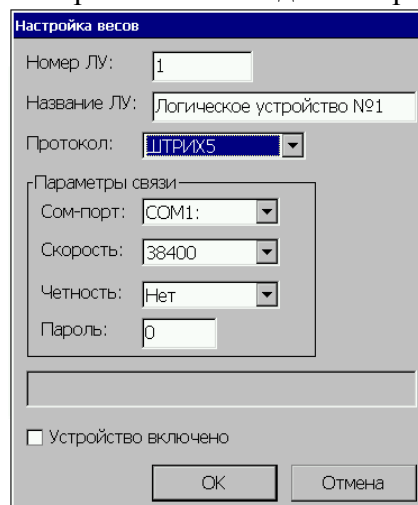 Настройка весов
Номер ЛУ: 1
Название ЛУ: Логическое устройство №1
Протокол: ШТРИХ5
Параметры связи
Сом-порт: COM1:
Скорость: 38400
Четность: Нет
Пароль: 0
Устройство включено
OK Отмена